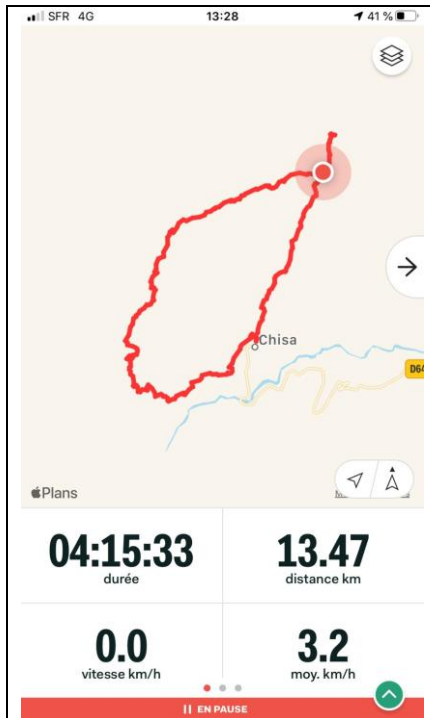 SFR 4G 13:28 41 %
Chisa
D64
Plans
04:15:33 13.47
durée distance km
0.0 3.2
vitesse km/h moy. km/h
EN PAUSE